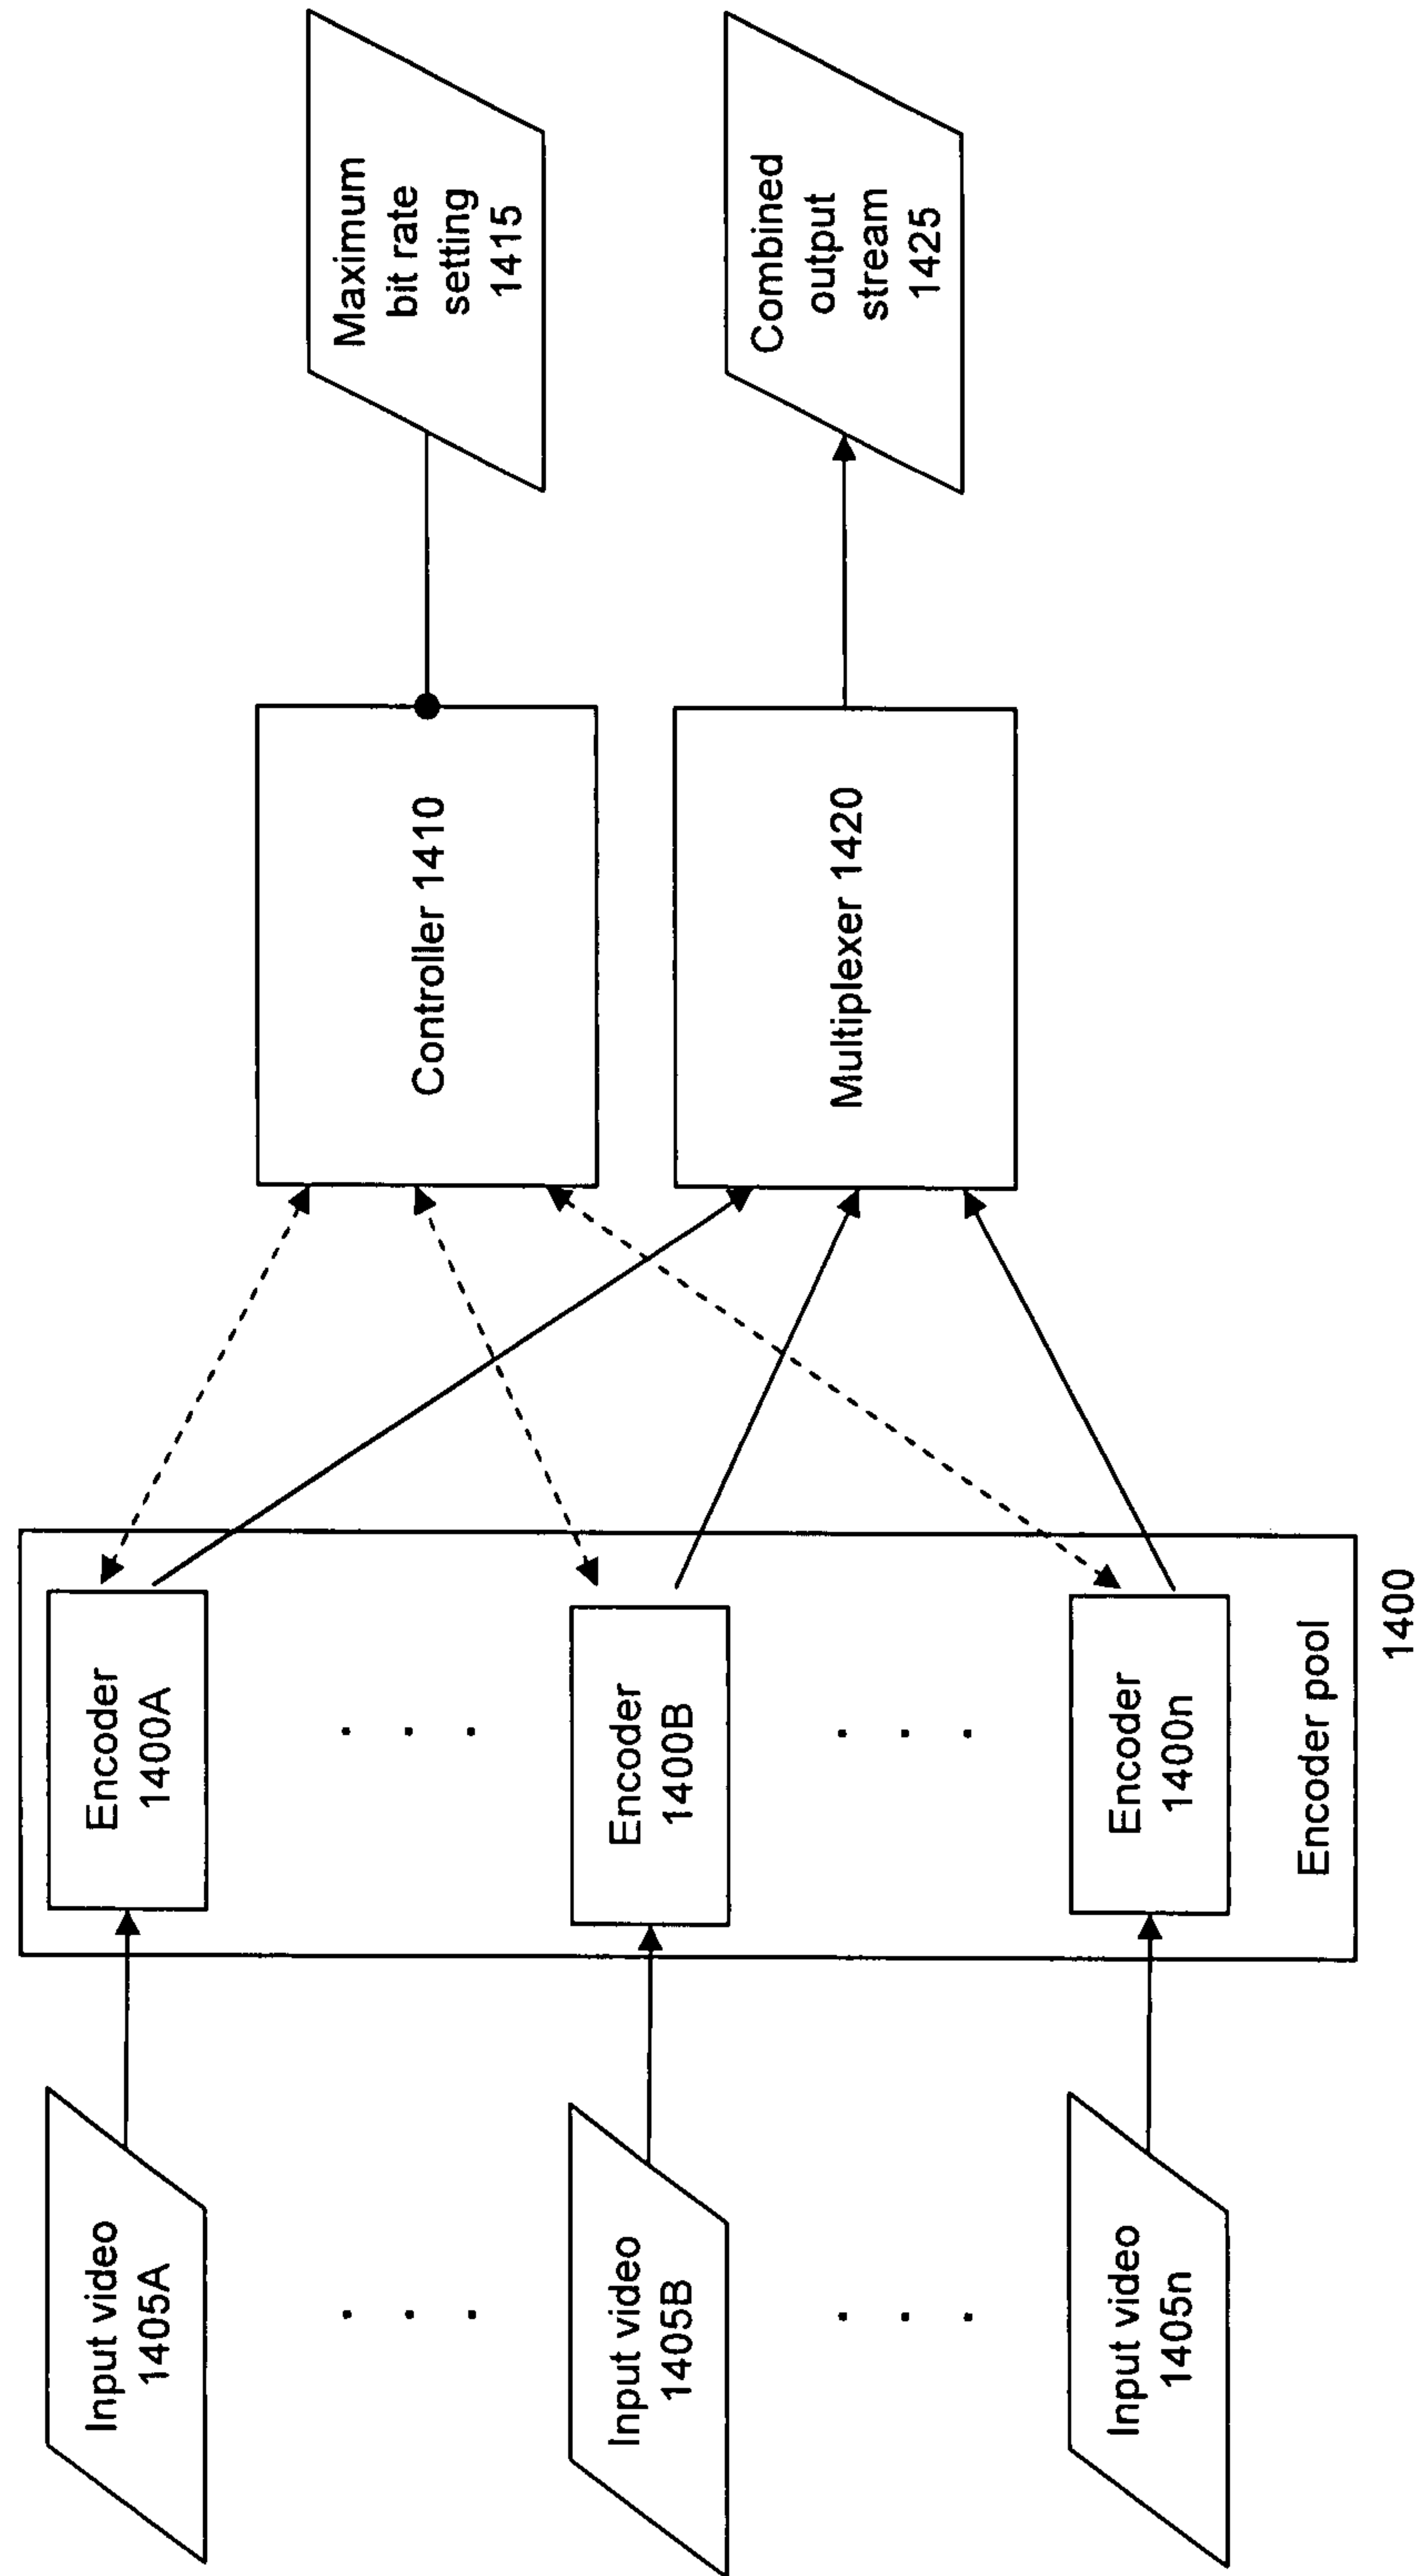 Input video
1405A
Input video
1405B
Input video
1405n
Encoder
1400A
Encoder
1400B
Encoder
1400n
Encoder pool
1400
Controller 1410
Multiplexer 1420
Maximum
bit rate
setting
1415
Combined
output
stream
1425